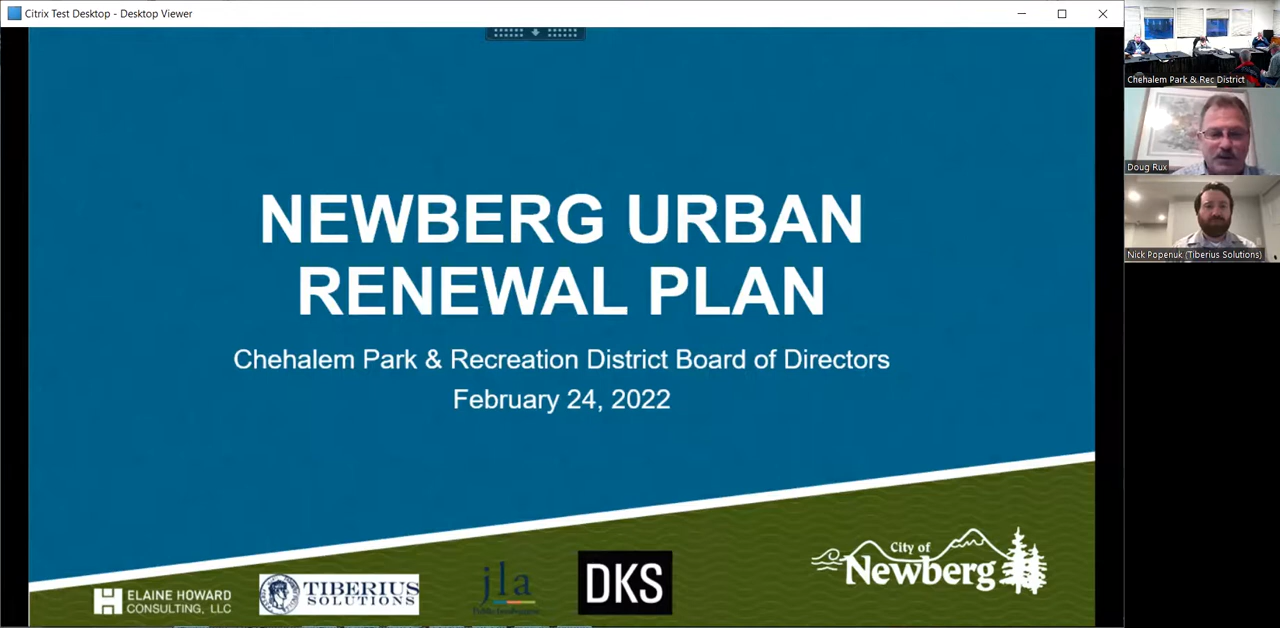 Citrix Test Desktop - Desktop Viewer
Chehalem Park & Rec District
Doug Rux
Nick Popenuk (Tiberius Solutions)
NEWBERG URBAN
RENEWAL PLAN
Chehalem Park & Recreation District Board of Directors
February 24, 2022
ELAINE HOWARD
CONSULTING, LLC
TIBERIUS
SOLUTIONS
jla
DKS
City of
Newberg